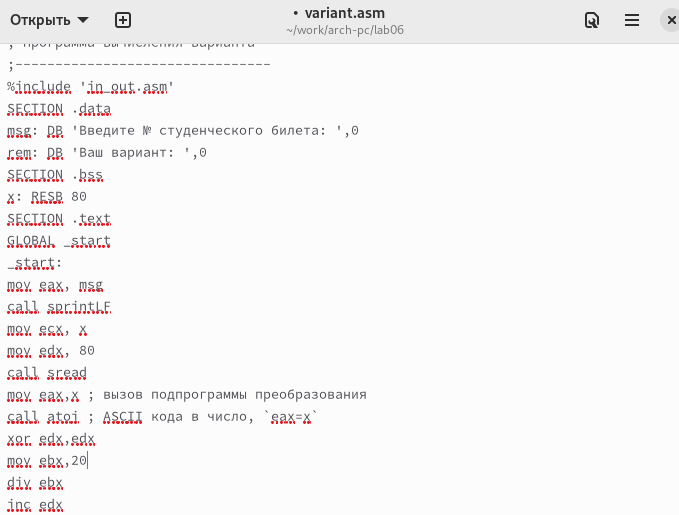 Открыть
• variant.asm
~/work/arch-pc/lab06
; Программа вычисления варианта
;--------------------------------
%include 'in_out.asm'
SECTION .data
msg: DB 'Введите № студенческого билета: ',0
rem: DB 'Ваш вариант: ',0
SECTION .bss
x: RESB 80
SECTION .text
GLOBAL _start
_start:
mov eax, msg
call sprintLF
mov ecx, x
mov edx, 80
call sread
mov eax,x ; вызов подпрограммы преобразования
call atoi ; ASCII кода в число, `eax=x`
xor edx,edx
mov ebx,20
div ebx
inc edx